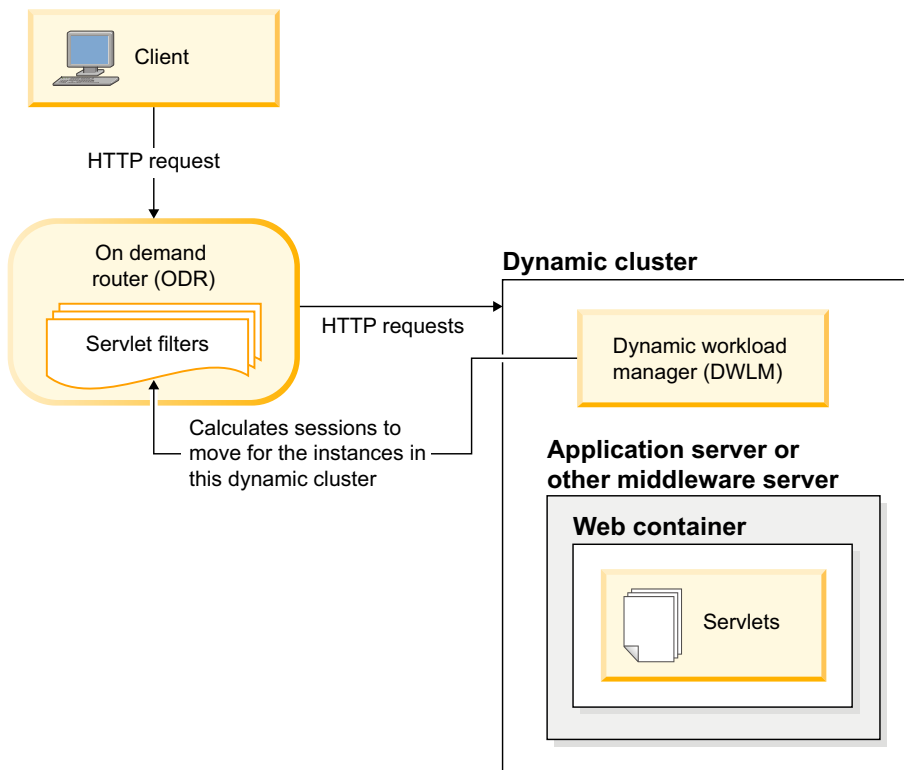 Client
HTTP request
On demand
router (ODR)
Servlet filters
HTTP requests
Dynamic cluster
Dynamic workload
manager (DWLM)
Calculates sessions to
move for the instances in
this dynamic cluster
Application server or
other middleware server
Web container
Servlets